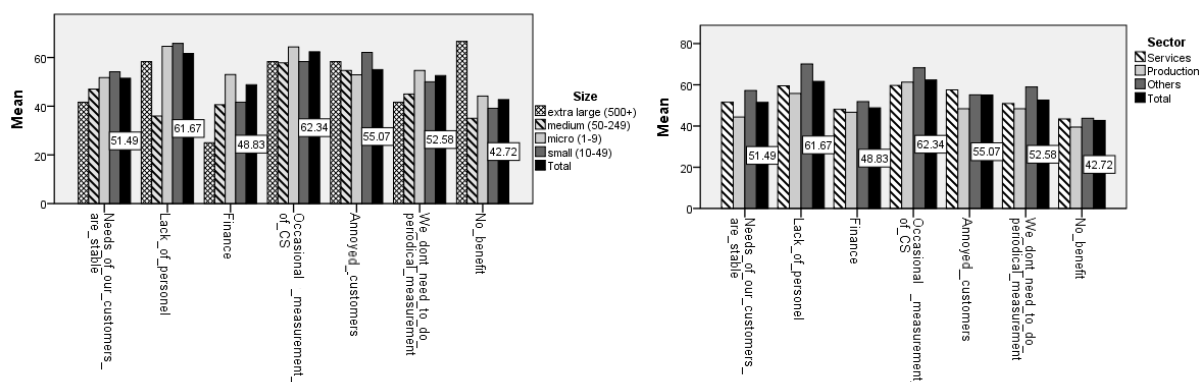 Mean
60
40
20
0
51.49
61.67
48.83
62.34
55.07
52.58
42.72
Needs_of_our_customers_
are_stable
Lack_of_personel
Finance
Occasional _measurement_
of_CS
Annoyed_customers
We_dont_need_to_do_
periodical_measurement
No_benefit
Size
extra large (500+)
medium (50-249)
micro (1-9)
small (10-49)
Total
Mean
80
60
40
20
0
51.49
61.67
48.83
62.34
55.07
52.58
42.72
Needs_of_our_customers_
are_stable
Lack_of_personel
Finance
Occasional _measurement_
of_CS
Annoyed_customers
We_dont_need_to_do_
periodical_measurement
No_benefit
Sector
Services
Production
Others
Total